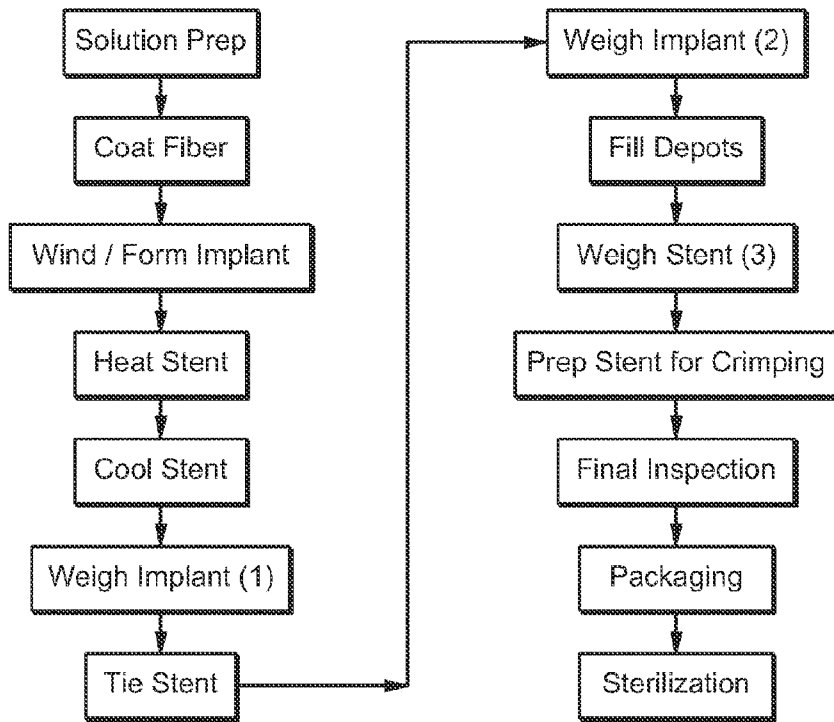 Solution Prep
Coat Fiber
Wind / Form Implant
Heat Stent
Cool Stent
Weigh Implant (1)
Tie Stent
Weigh Implant (2)
Fill Depots
Weigh Stent (3)
Prep Stent for Crimping
Final Inspection
Packaging
Sterilization